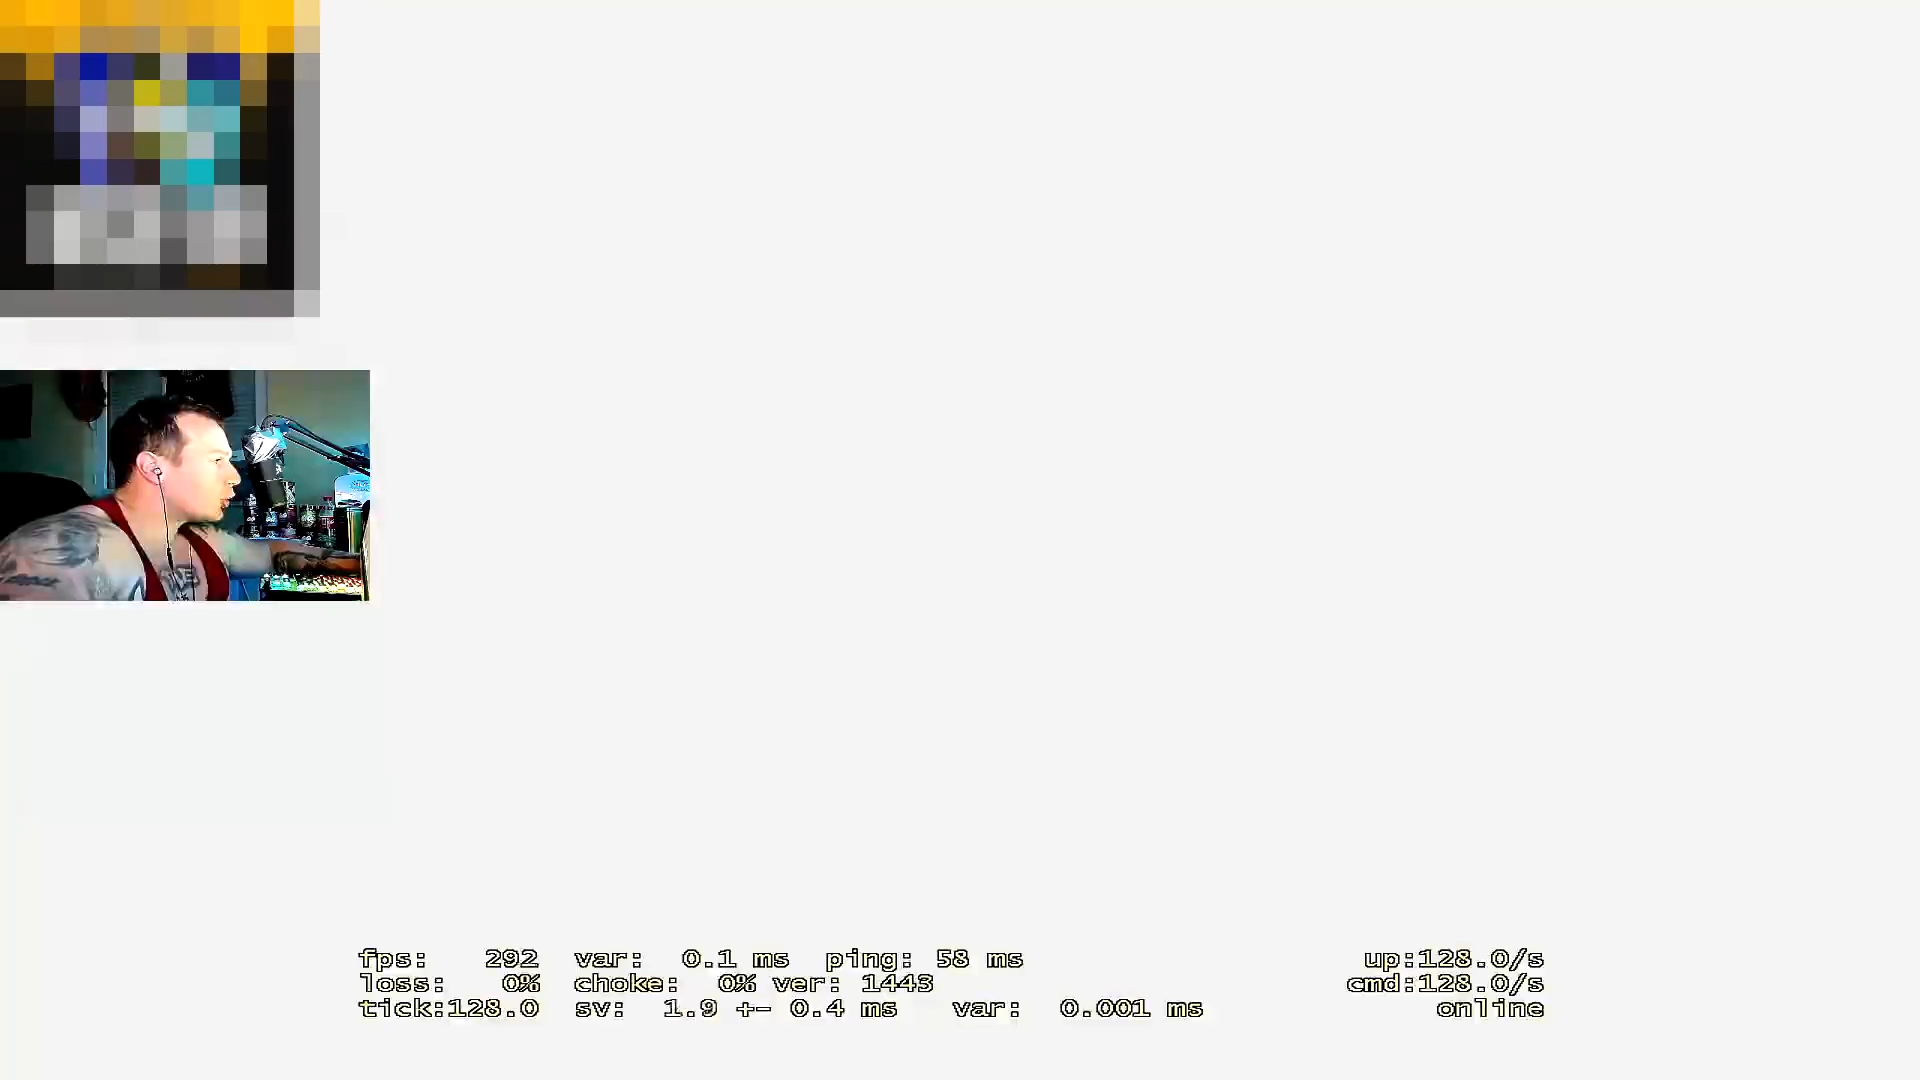 fps: 292 var: 0.1 ms ping: 58 ms up:128.0/s
loss: 0% choke: 0% ver: 1443 cmd:128.0/s
tick:128.0 sv: 1.9 +- 0.4 ms var: 0.001 ms online